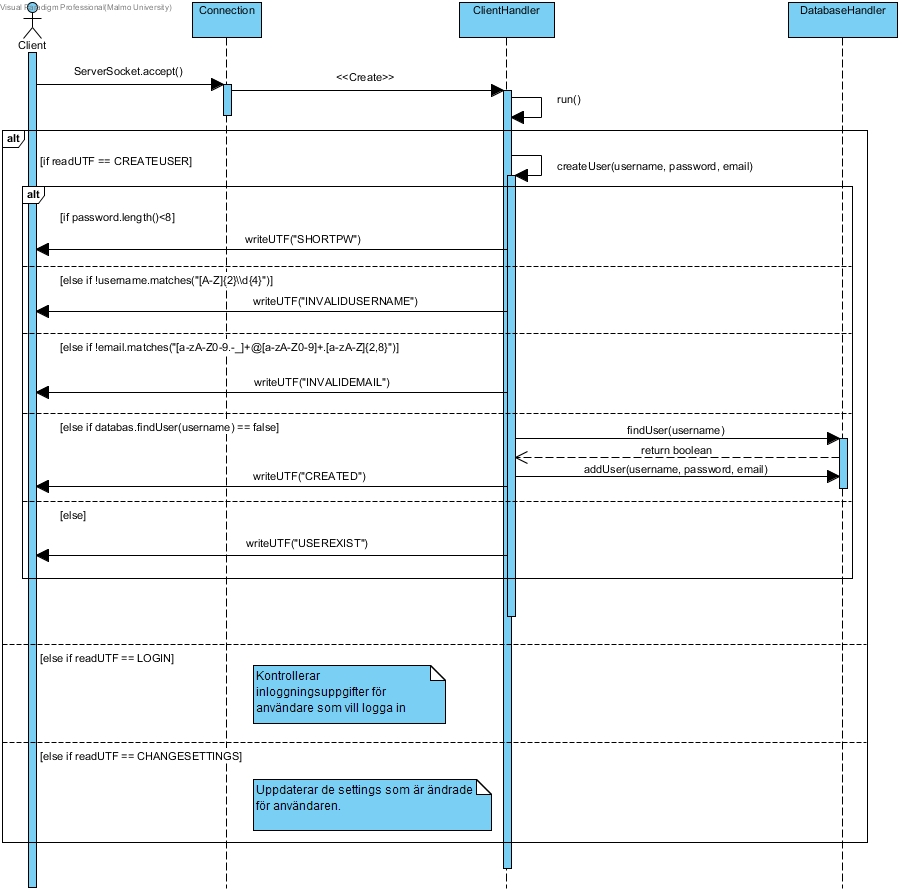 Visual Paradigm Professional(Malmo University)
Connection
ClientHandler
DatabaseHandler
Client
ServerSocket.accept()
<<Create>>
run()
alt
[if readUTF == CREATEUSER]
createUser(username, password, email)
alt
[if password.length()<8]
writeUTF("SHORTPW")
[else if !username.matches("[A-Z]{2}\\d{4}")]
writeUTF("INVALIDUSERNAME")
[else if !email.matches("[a-zA-Z0-9.-_]+@[a-zA-Z0-9]+.[a-zA-Z]{2,8}")]
writeUTF("INVALIDEMAIL")
[else if databas.findUser(username) == false]
findUser(username)
return boolean
addUser(username, password, email)
writeUTF("CREATED")
[else]
writeUTF("USEREXIST")
[else if readUTF == LOGIN]
Kontrollerar
inloggningsuppgifter för
användare som vill logga in
[else if readUTF == CHANGESETTINGS]
Uppdaterar de settings som är ändrade
för användaren.